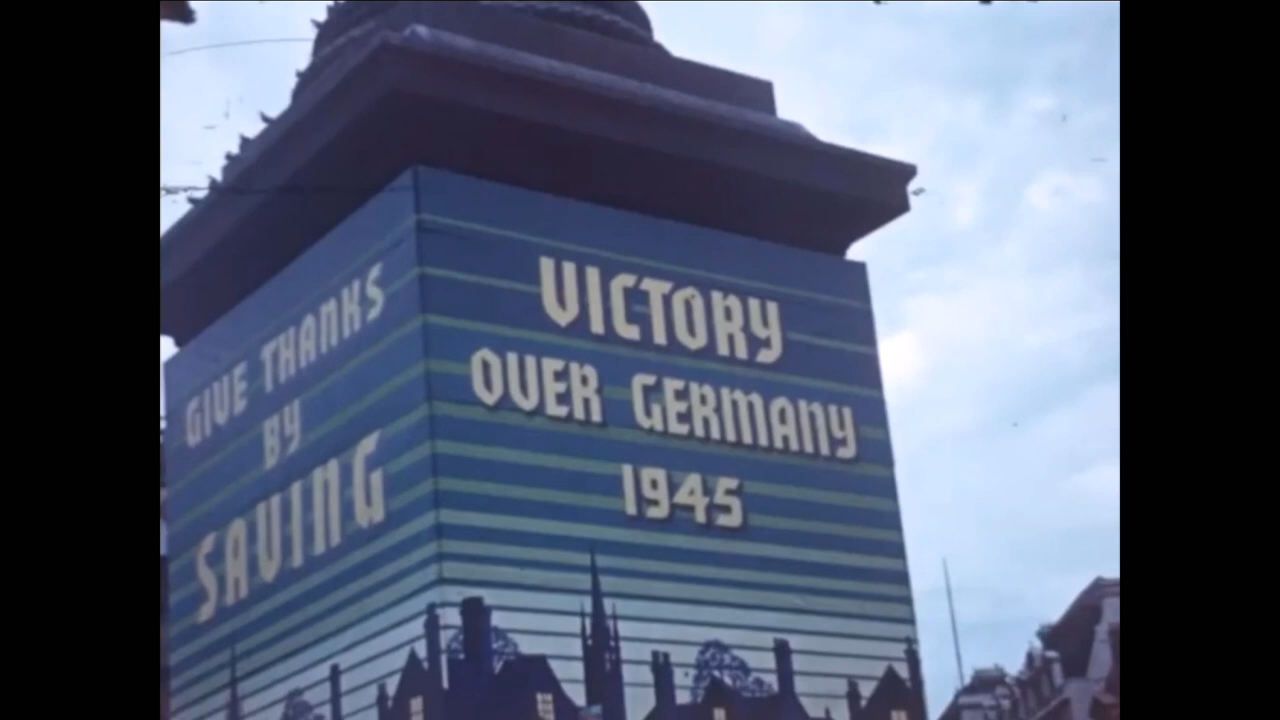 GIVE THANKS
BY
SAVING
VICTORY
OVER GERMANY
1945